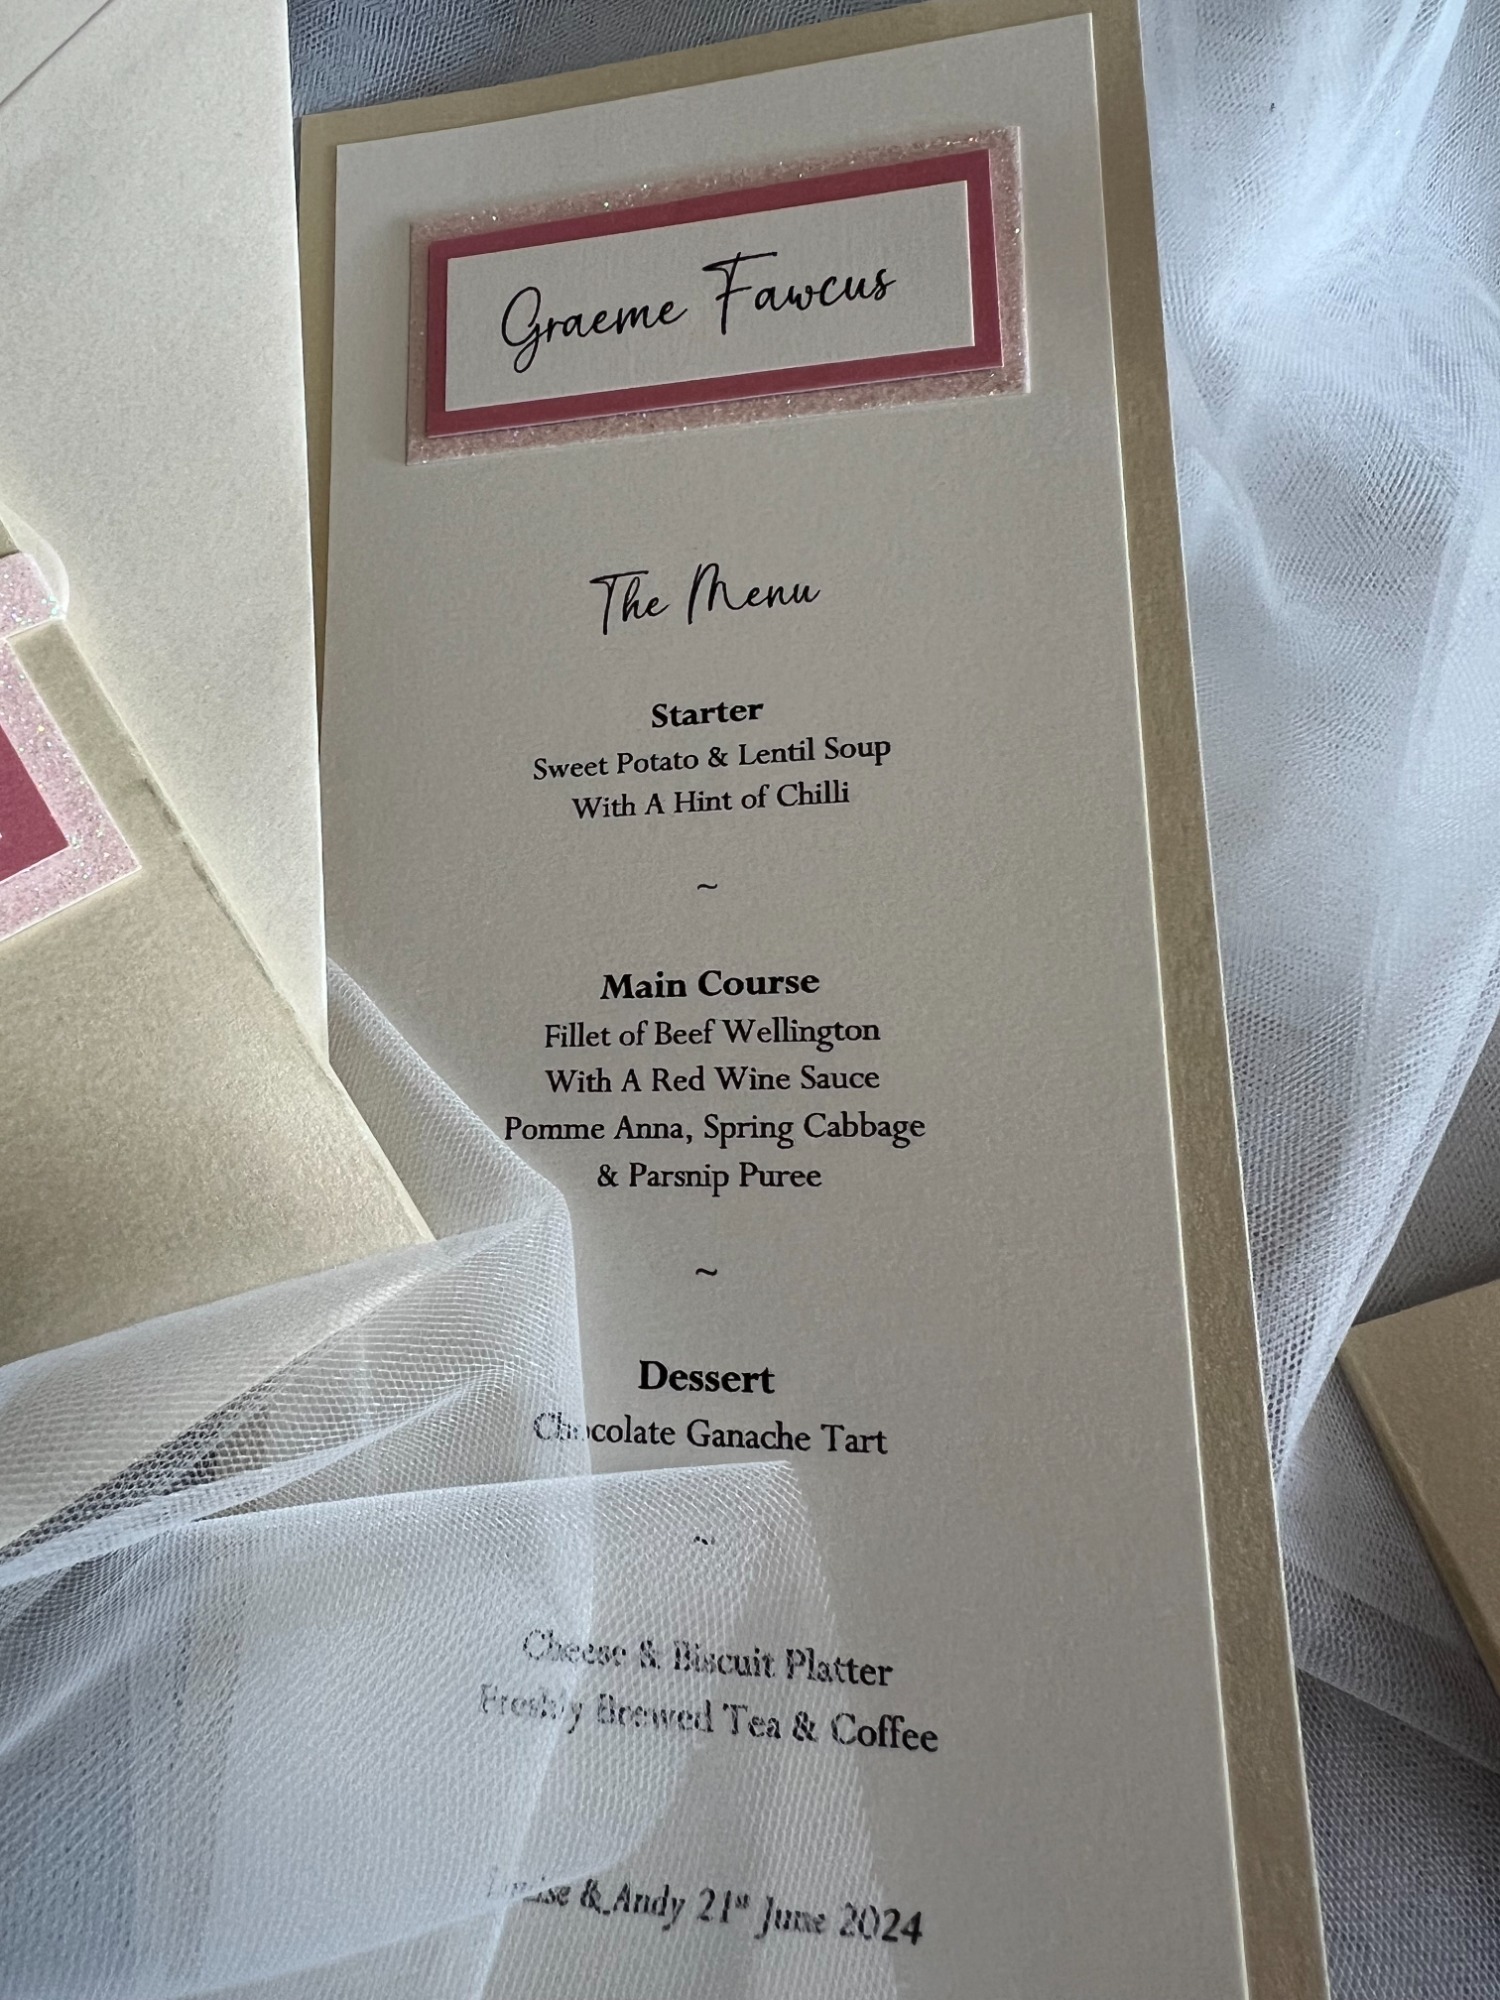 Graeme Fawcus
The Menu
Starter
Sweet Potato & Lentil Soup
With A Hint of Chilli
~
Main Course
Fillet of Beef Wellington
With A Red Wine Sauce
Pomme Anna, Spring Cabbage
& Parsnip Puree
~
Dessert
Chocolate Ganache Tart
~
Cheese & Biscuit Platter
Freshly Brewed Tea & Coffee
& Andy 21st June 2024